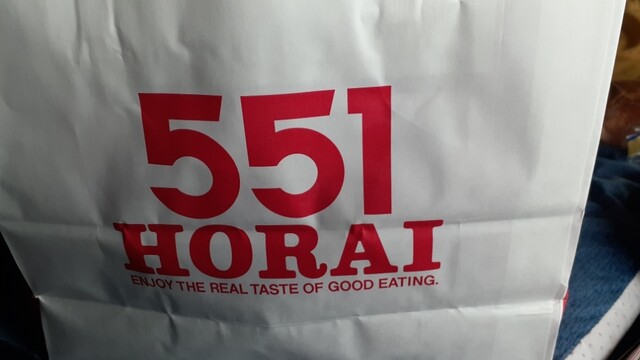 551
HORAI
ENJOY THE REAL TASTE OF GOOD EATING.